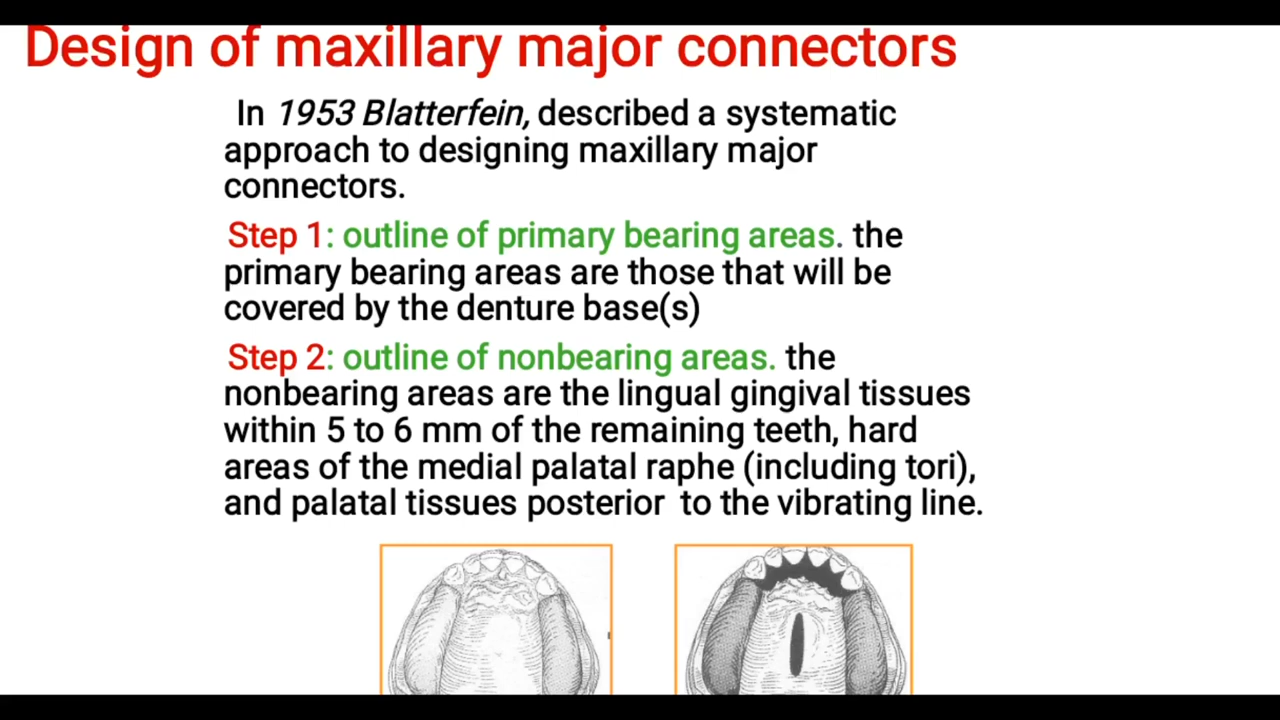 Design of maxillary major connectors
In 1953 Blatterfein, described a systematic
approach to designing maxillary major
connectors.
Step 1: outline of primary bearing areas. the
primary bearing areas are those that will be
covered by the denture base(s)
Step 2: outline of nonbearing areas. the
nonbearing areas are the lingual gingival tissues
within 5 to 6 mm of the remaining teeth, hard
areas of the medial palatal raphe (including tori),
and palatal tissues posterior to the vibrating line.